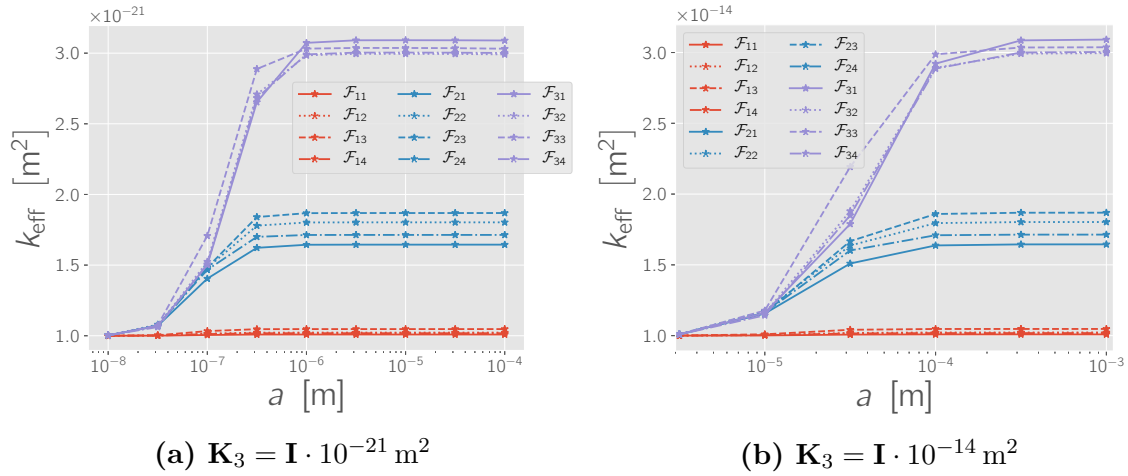 ×10⁻²¹
3.0
2.5
2.0
1.5
1.0
k_eff [m²]
10⁻⁸ 10⁻⁷ 10⁻⁶ 10⁻⁵ 10⁻⁴
a [m]
ℱ₁₁ ℱ₂₁ ℱ₃₁
ℱ₁₂ ℱ₂₂ ℱ₃₂
ℱ₁₃ ℱ₂₃ ℱ₃₃
ℱ₁₄ ℱ₂₄ ℱ₃₄
(a) K₃ = I · 10⁻²¹ m²
×10⁻¹⁴
3.0
2.5
2.0
1.5
1.0
k_eff [m²]
10⁻⁵ 10⁻⁴ 10⁻³
a [m]
ℱ₁₁ ℱ₂₃
ℱ₁₂ ℱ₂₄
ℱ₁₃ ℱ₃₁
ℱ₁₄ ℱ₃₂
ℱ₂₁ ℱ₃₃
ℱ₂₂ ℱ₃₄
(b) K₃ = I · 10⁻¹⁴ m²